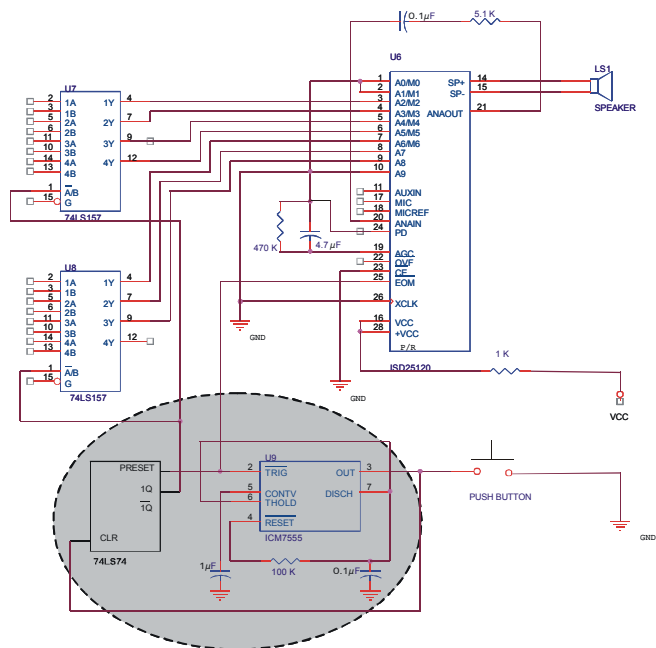 0.1μF
5.1 K
U6
LS1
SPEAKER
1 A0/M0 SP+ 14
2 A1/M1 SP- 15
3 A2/M2
4 A3/M3 ANAOUT 21
5 A4/M4
6 A5/M5
7 A6/M6
8 A7
9 A8
10 A9
11 AUXIN
17 MIC
18 MICREF
20 ANAIN
24 PD
19 AGC
22 OVF
23 CE
25 EOM
26 XCLK
16 VCC
28 +VCC
P/R
ISD25120
U7
2 1A 1Y 4
3 1B
5 2A 2Y 7
6 2B
11 3A 3Y 9
10 3B
14 4A 4Y 12
13 4B
1 A/B
15 G
74LS157
470 K
4.7 μF
GND
GND
1 K
VCC
U8
2 1A 1Y 4
3 1B
5 2A 2Y 7
6 2B
11 3A 3Y 9
10 3B
14 4A 4Y 12
13 4B
1 A/B
15 G
74LS157
PRESET
1Q
1Q
CLR
74LS74
U9
2 TRIG OUT 3
5 CONTV DISCH 7
6 THOLD
4 RESET
ICM7555
1μF
100 K
0.1μF
PUSH BUTTON
GND